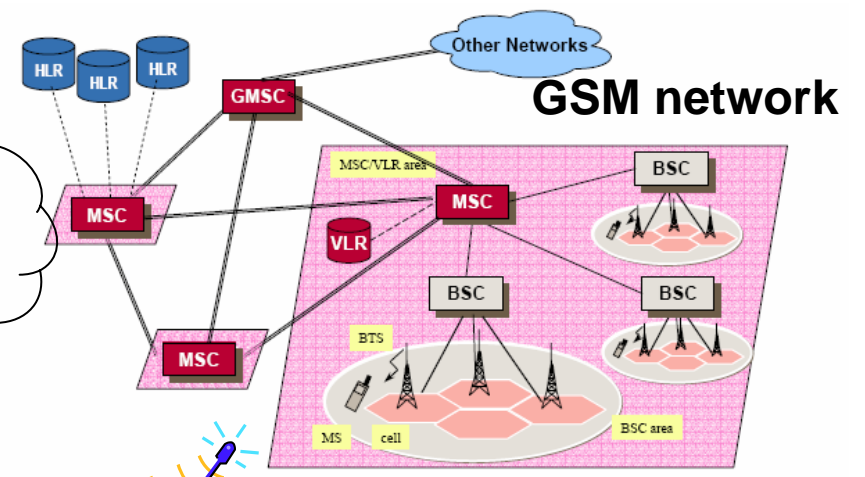 Other Networks
HLR
HLR
HLR
GMSC
GSM network
MSC/VLR area
BSC
MSC
MSC
VLR
BSC
BSC
BTS
MSC
MS
cell
BSC area